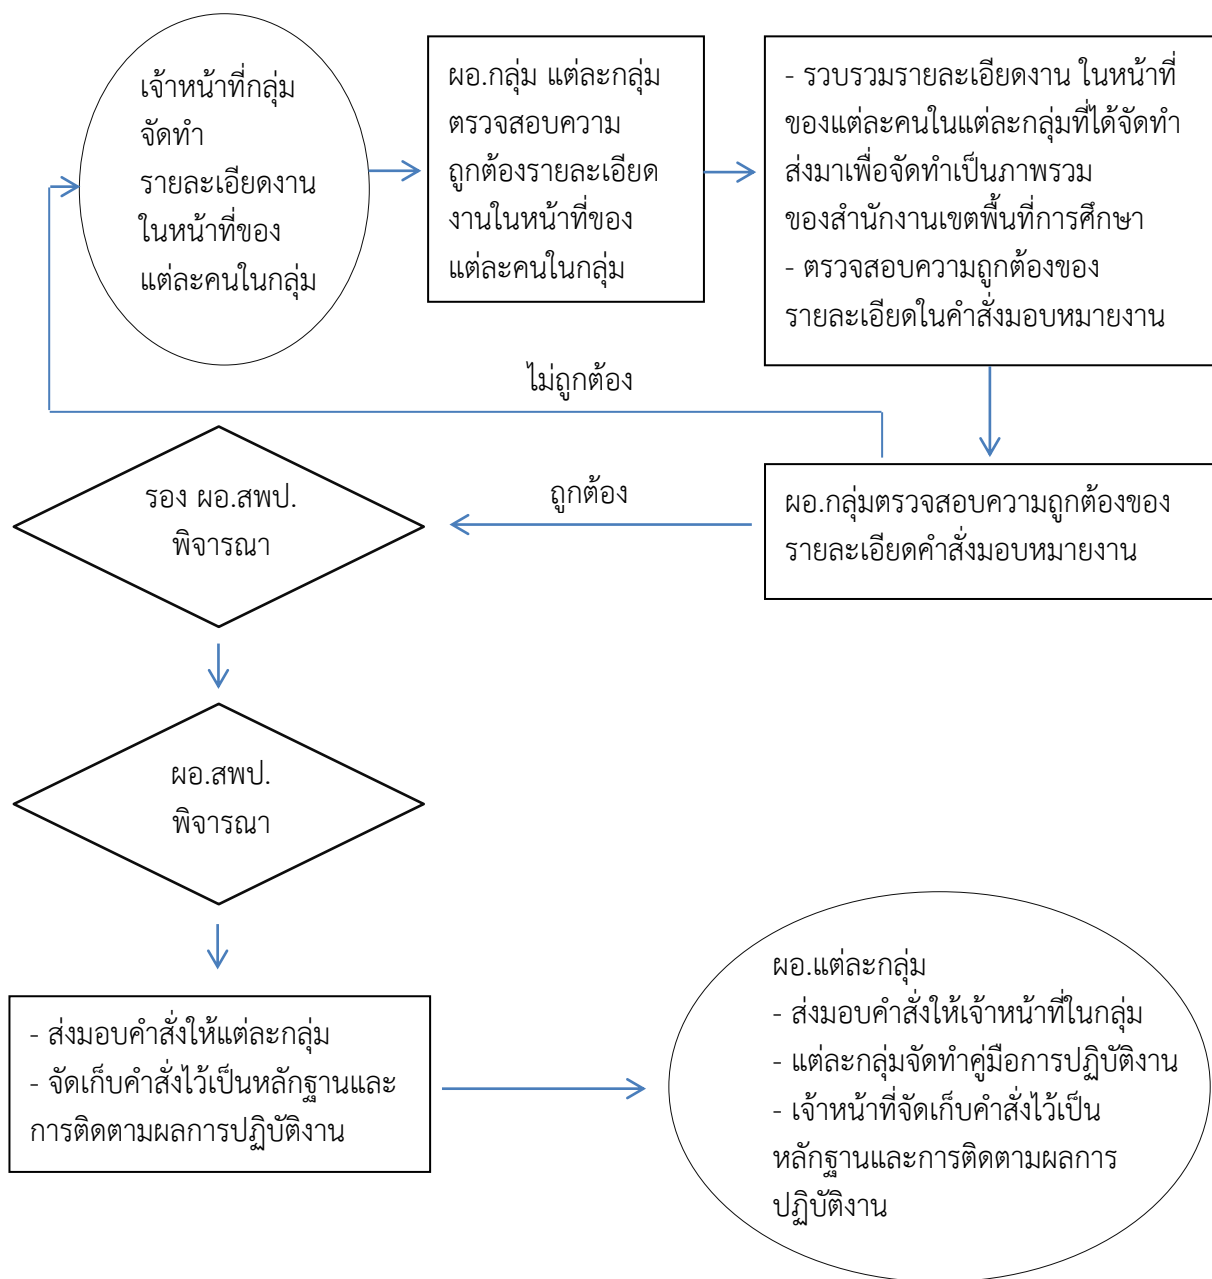 เจ้าหน้าที่กลุ่ม
จัดทำ
รายละเอียดงาน
ในหน้าที่ของ
แต่ละคนในกลุ่ม
ผอ.กลุ่ม แต่ละกลุ่ม
ตรวจสอบความ
ถูกต้องรายละเอียด
งานในหน้าที่ของ
แต่ละคนในกลุ่ม
- รวบรวมรายละเอียดงาน ในหน้าที่
ของแต่ละคนในแต่ละกลุ่มที่ได้จัดทำ
ส่งมาเพื่อจัดทำเป็นภาพรวม
ของสำนักงานเขตพื้นที่การศึกษา
- ตรวจสอบความถูกต้องของ
รายละเอียดในคำสั่งมอบหมายงาน
ไม่ถูกต้อง
รอง ผอ.สพป.
พิจารณา
ถูกต้อง
ผอ.กลุ่มตรวจสอบความถูกต้องของ
รายละเอียดคำสั่งมอบหมายงาน
ผอ.สพป.
พิจารณา
- ส่งมอบคำสั่งให้แต่ละกลุ่ม
- จัดเก็บคำสั่งไว้เป็นหลักฐานและ
การติดตามผลการปฏิบัติงาน
ผอ.แต่ละกลุ่ม
- ส่งมอบคำสั่งให้เจ้าหน้าที่ในกลุ่ม
- แต่ละกลุ่มจัดทำคู่มือการปฏิบัติงาน
- เจ้าหน้าที่จัดเก็บคำสั่งไว้เป็น
หลักฐานและการติดตามผลการ
ปฏิบัติงาน